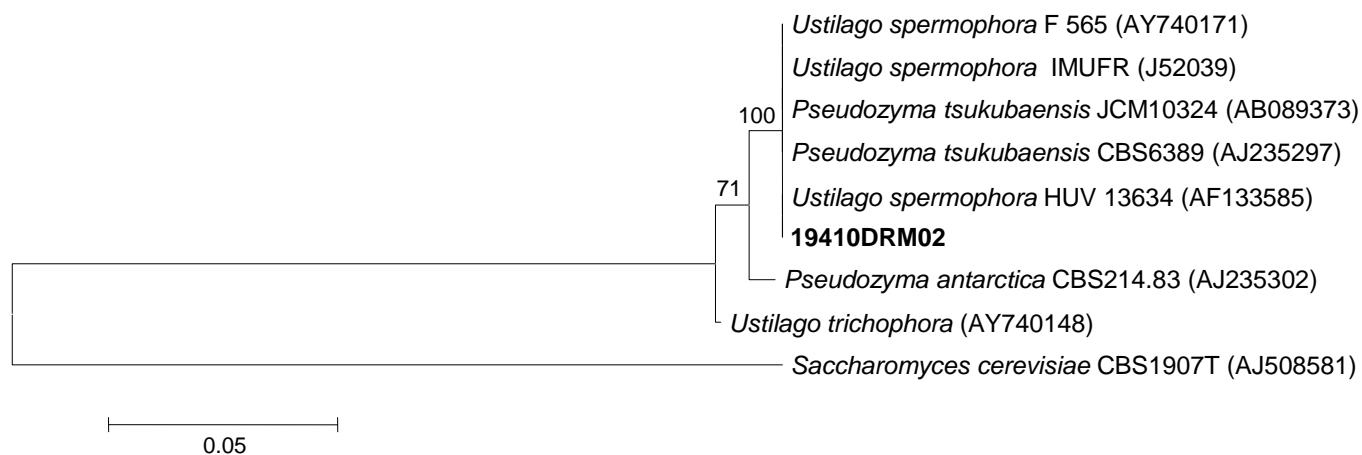 Ustilago spermophora F 565 (AY740171)
Ustilago spermophora IMUFR (J52039)
100
Pseudozyma tsukubaensis JCM10324 (AB089373)
Pseudozyma tsukubaensis CBS6389 (AJ235297)
71
Ustilago spermophora HUV 13634 (AF133585)
19410DRM02
Pseudozyma antarctica CBS214.83 (AJ235302)
Ustilago trichophora (AY740148)
Saccharomyces cerevisiae CBS1907T (AJ508581)
0.05